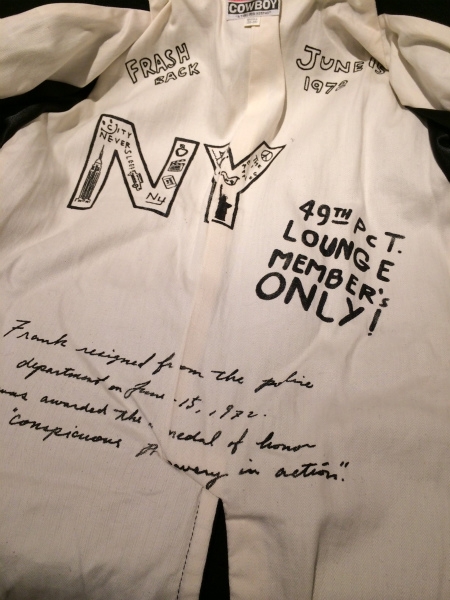 COWBOY
FRASH
BACK
JUNE 15
1972
CITY
NEVER
SLEEPS
NY
NY
49TH PCT.
LOUNGE
MEMBER'S
ONLY!
Frank resigned from the police
department on June 15, 1972.
was awarded the medal of honor
"conspicuous bravery in action".